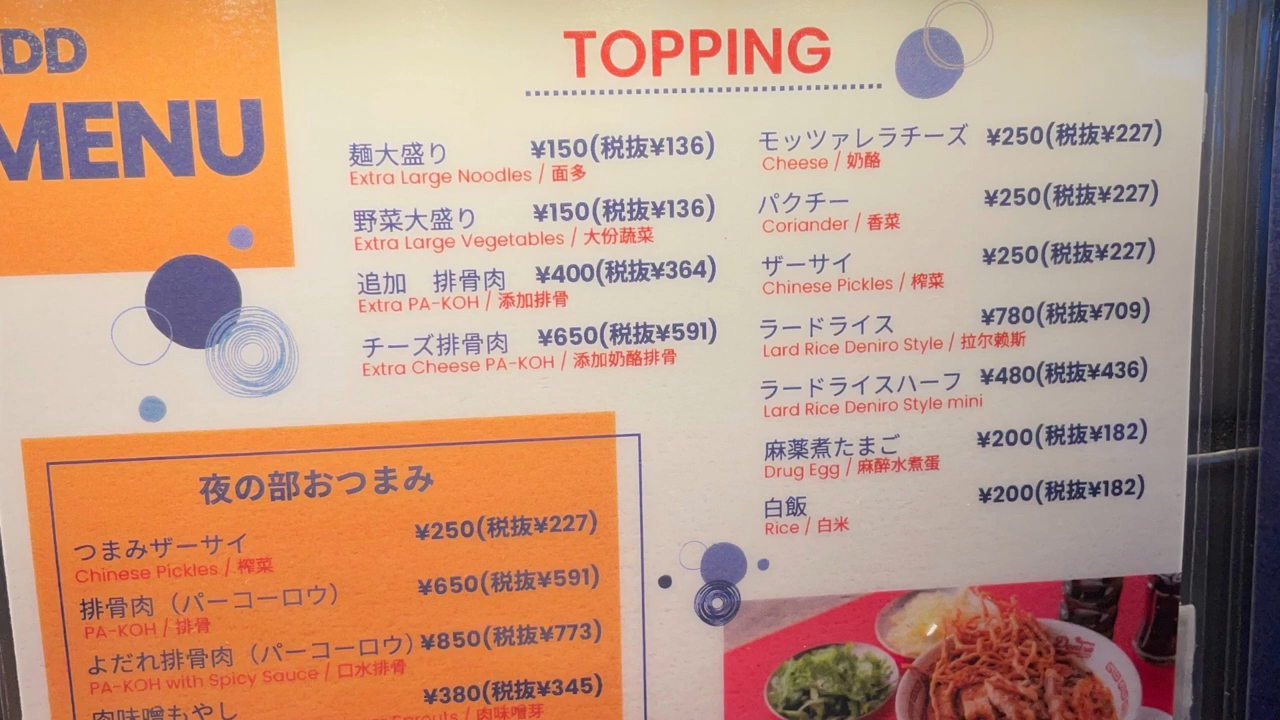 DD
MENU
TOPPING
麺大盛り ¥150(税抜¥136)
Extra Large Noodles / 面多
野菜大盛り ¥150(税抜¥136)
Extra Large Vegetables / 大份蔬菜
追加 排骨肉 ¥400(税抜¥364)
Extra PA-KOH / 添加排骨
チーズ排骨肉 ¥650(税抜¥591)
Extra Cheese PA-KOH / 添加奶酪排骨
モッツァレラチーズ ¥250(税抜¥227)
Cheese / 奶酪
パクチー ¥250(税抜¥227)
Coriander / 香菜
ザーサイ ¥250(税抜¥227)
Chinese Pickles / 榨菜
ラードライス ¥780(税抜¥709)
Lard Rice Deniro Style / 拉尔赖斯
ラードライスハーフ ¥480(税抜¥436)
Lard Rice Deniro Style mini
麻薬煮たまご ¥200(税抜¥182)
Drug Egg / 麻醉水煮蛋
白飯 ¥200(税抜¥182)
Rice / 白米
夜の部おつまみ
つまみザーサイ ¥250(税抜¥227)
Chinese Pickles / 榨菜
排骨肉（パーコーロウ） ¥650(税抜¥591)
PA-KOH / 排骨
よだれ排骨肉（パーコーロウ） ¥850(税抜¥773)
PA-KOH with Spicy Sauce / 口水排骨
肉味噌もやし ¥380(税抜¥345)
Sprouts / 肉味噌芽